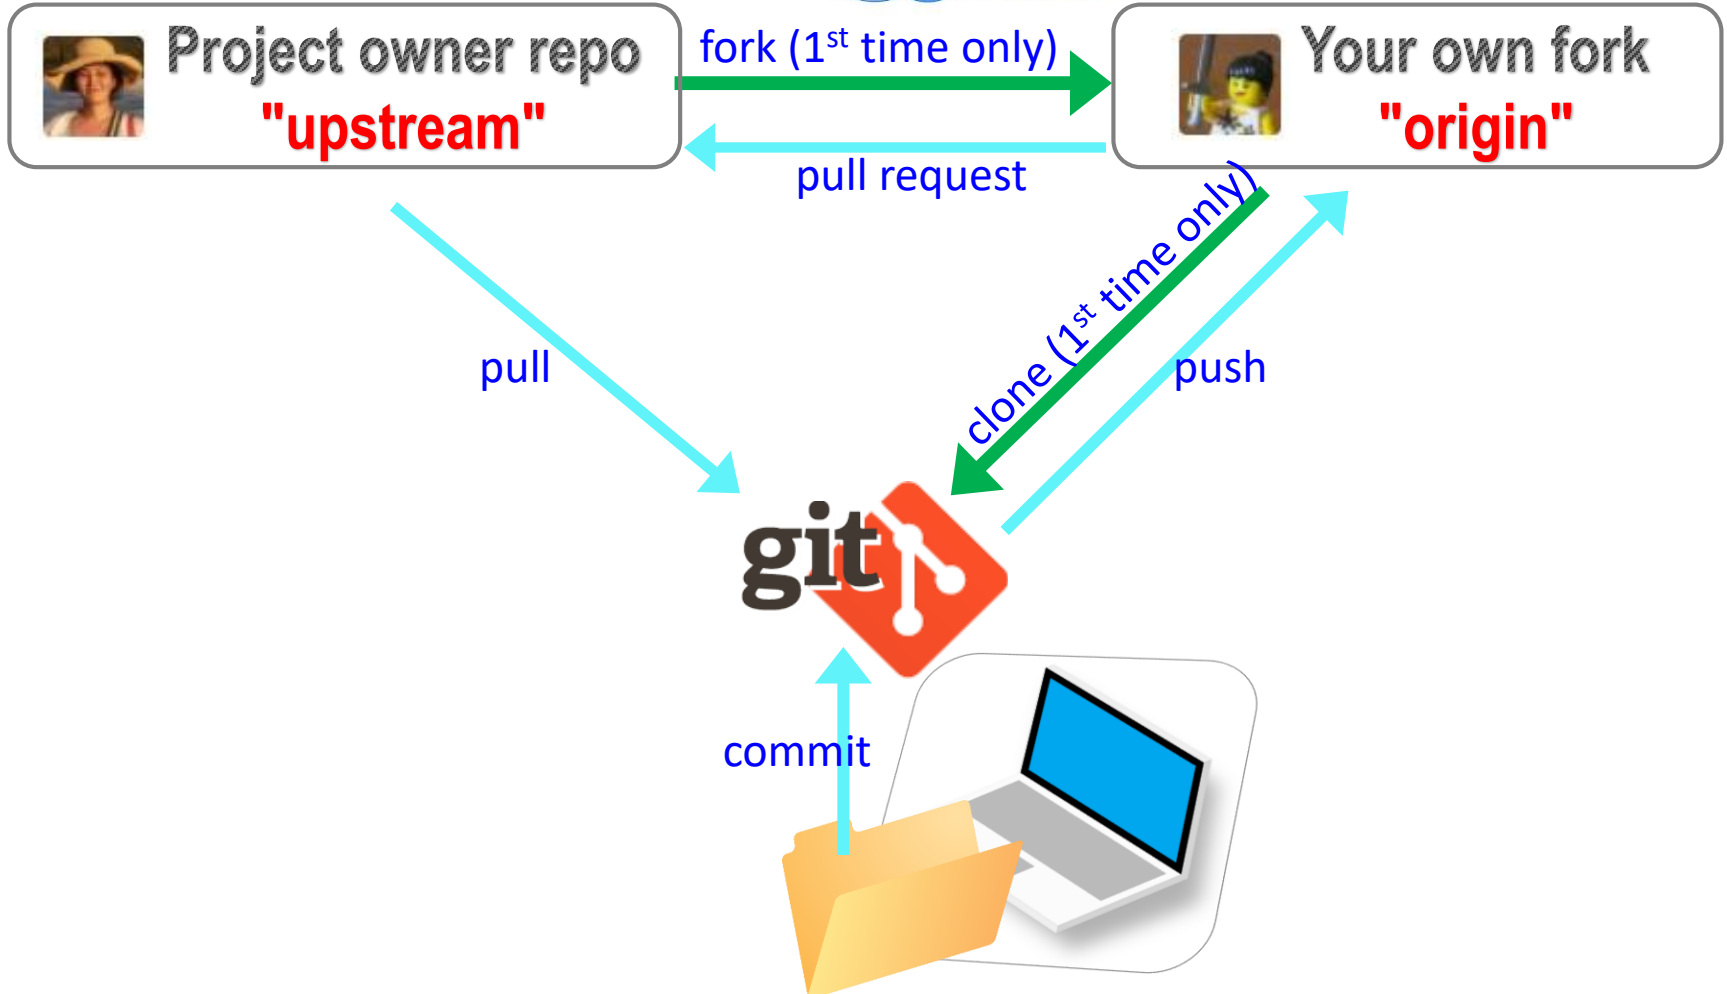 Project owner repo
"upstream"
fork (1st time only)
Your own fork
"origin"
pull request
clone (1st time only)
pull
push
git
commit